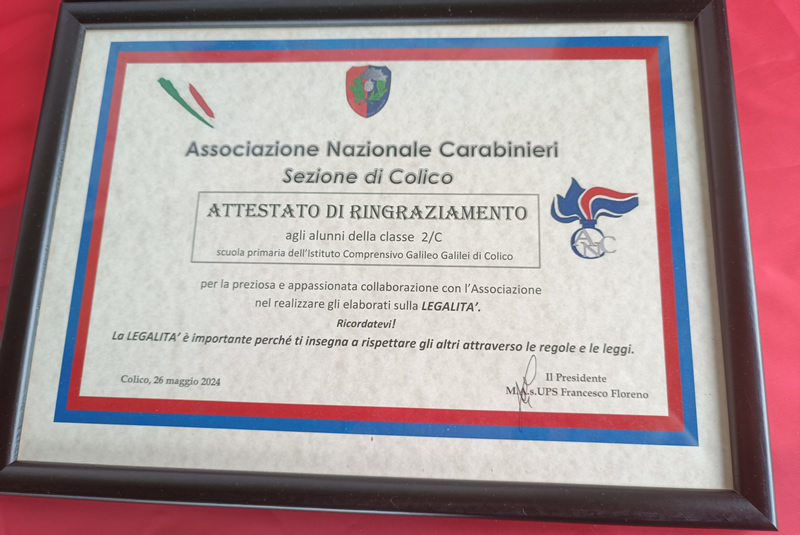 Associazione Nazionale Carabinieri
Sezione di Colico
ATTESTATO DI RINGRAZIAMENTO
agli alunni della classe 2/C
scuola primaria dell'Istituto Comprensivo Galileo Galilei di Colico
ANC
per la preziosa e appassionata collaborazione con l'Associazione
nel realizzare gli elaborati sulla LEGALITA'.
Ricordatevi!
La LEGALITA' è importante perché ti insegna a rispettare gli altri attraverso le regole e le leggi.
Colico, 26 maggio 2024
Il Presidente
UPS Francesco Floreno